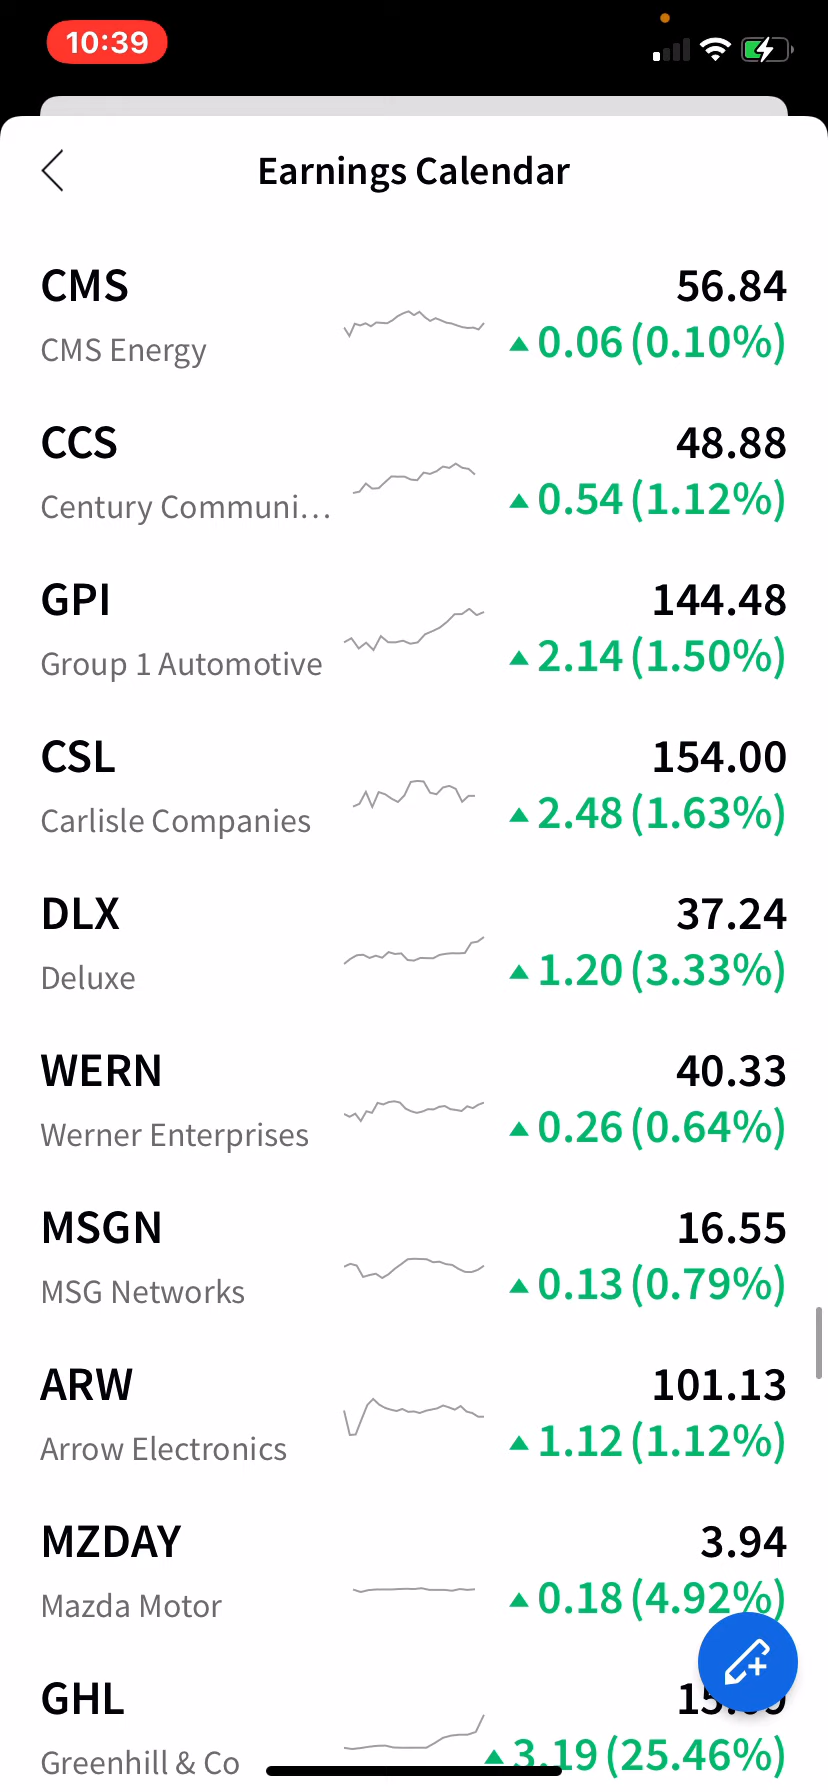 10:39
Earnings Calendar
CMS
56.84
CMS Energy
▲0.06 (0.10%)
CCS
48.88
Century Communi...
▲0.54 (1.12%)
GPI
144.48
Group 1 Automotive
▲2.14 (1.50%)
CSL
154.00
Carlisle Companies
▲2.48 (1.63%)
DLX
37.24
Deluxe
▲1.20 (3.33%)
WERN
40.33
Werner Enterprises
▲0.26 (0.64%)
MSGN
16.55
MSG Networks
▲0.13 (0.79%)
ARW
101.13
Arrow Electronics
▲1.12 (1.12%)
MZDAY
3.94
Mazda Motor
▲0.18 (4.92%)
GHL
Greenhill & Co
▲3.19 (25.46%)